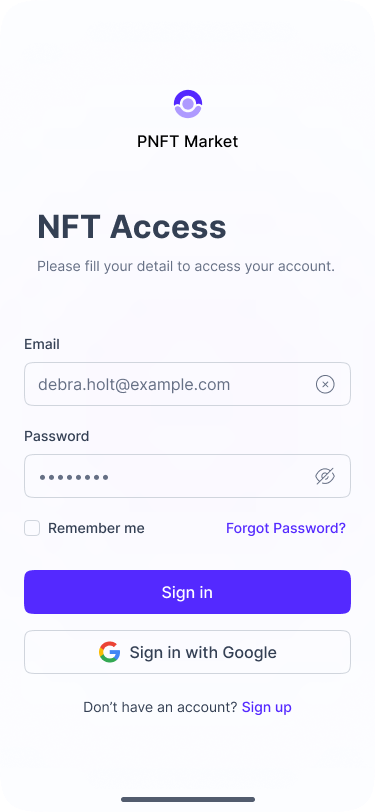 PNFT Market
NFT Access
Please fill your detail to access your account.
Email
debra.holt@example.com
Password
••••••••
Remember me
Forgot Password?
Sign in
Sign in with Google
Don’t have an account? Sign up